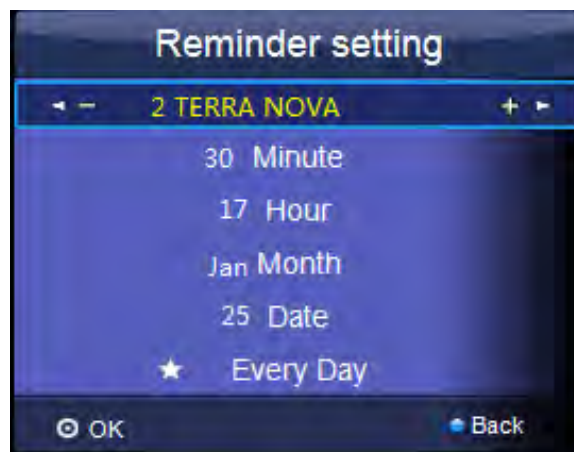 Reminder setting
- 2 TERRA NOVA +
30 Minute
17 Hour
Jan Month
25 Date
Every Day
OK Back